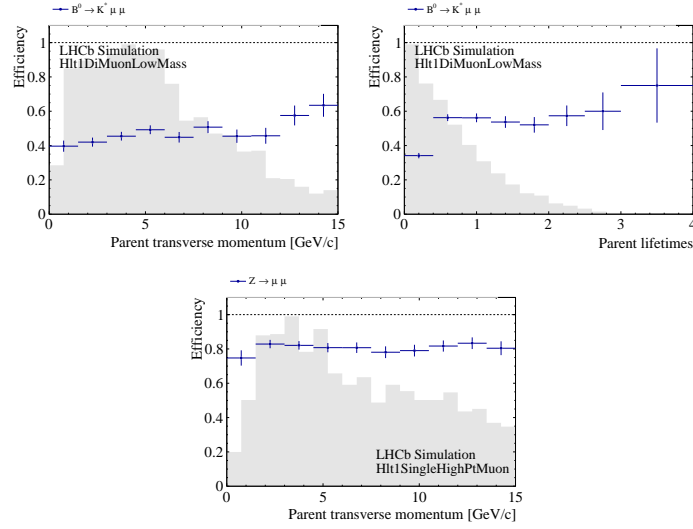 B⁰ → K* μ μ
Efficiency
1
0.8
0.6
0.4
0.2
0
LHCb Simulation
Hlt1DiMuonLowMass
0 5 10 15
Parent transverse momentum [GeV/c]
B⁰ → K* μ μ
Efficiency
1
0.8
0.6
0.4
0.2
0
LHCb Simulation
Hlt1DiMuonLowMass
0 1 2 3 4
Parent lifetimes
Z → μ μ
Efficiency
1
0.8
0.6
0.4
0.2
0
LHCb Simulation
Hlt1SingleHighPtMuon
0 5 10 15
Parent transverse momentum [GeV/c]